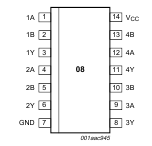 1A 1 14 VCC
1B 2 13 4B
1Y 3 12 4A
2A 4 08 11 4Y
2B 5 10 3B
2Y 6 9 3A
GND 7 8 3Y
001aac945